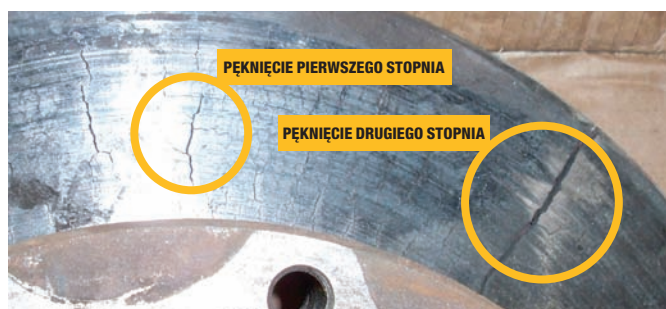 PĘKNIĘCIE PIERWSZEGO STOPNIA
PĘKNIĘCIE DRUGIEGO STOPNIA